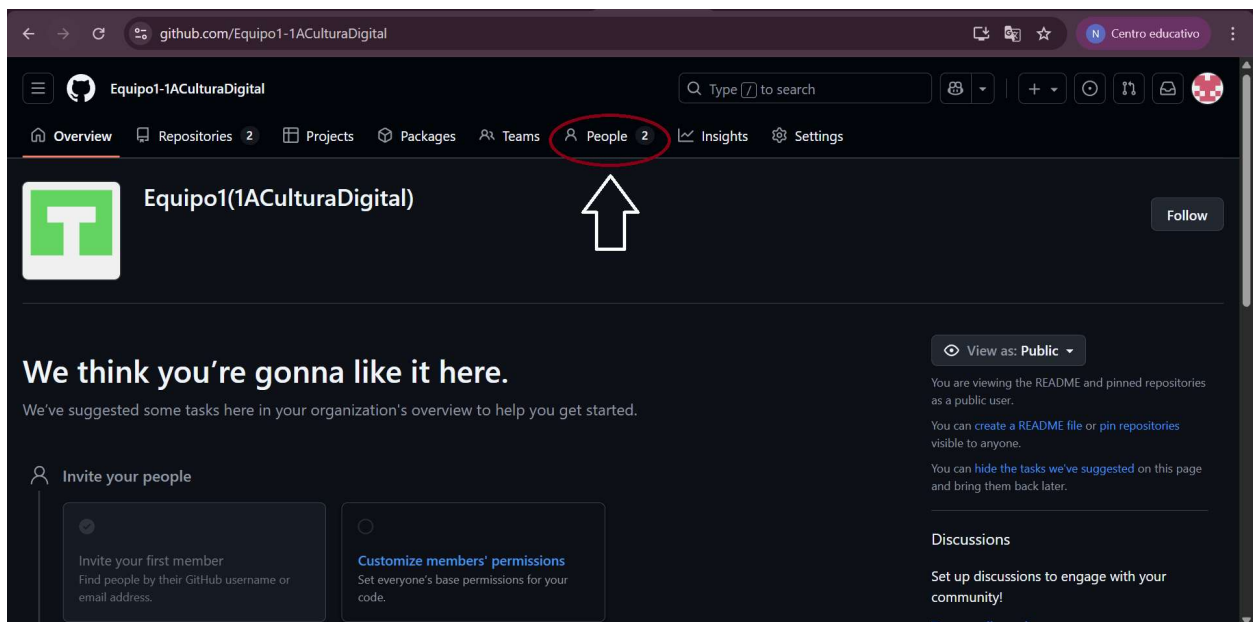 github.com/Equipo1-1ACulturaDigital
N Centro educativo
Equipo1-1ACulturaDigital
Type / to search
Overview Repositories 2 Projects Packages Teams People 2 Insights Settings
Equipo1(1ACulturaDigital)
Follow
We think you're gonna like it here.
We've suggested some tasks here in your organization's overview to help you get started.
Invite your people
Invite your first member
Find people by their GitHub username or
email address.
Customize members' permissions
Set everyone's base permissions for your
code.
View as: Public
You are viewing the README and pinned repositories
as a public user.
You can create a README file or pin repositories
visible to anyone.
You can hide the tasks we've suggested on this page
and bring them back later.
Discussions
Set up discussions to engage with your
community!